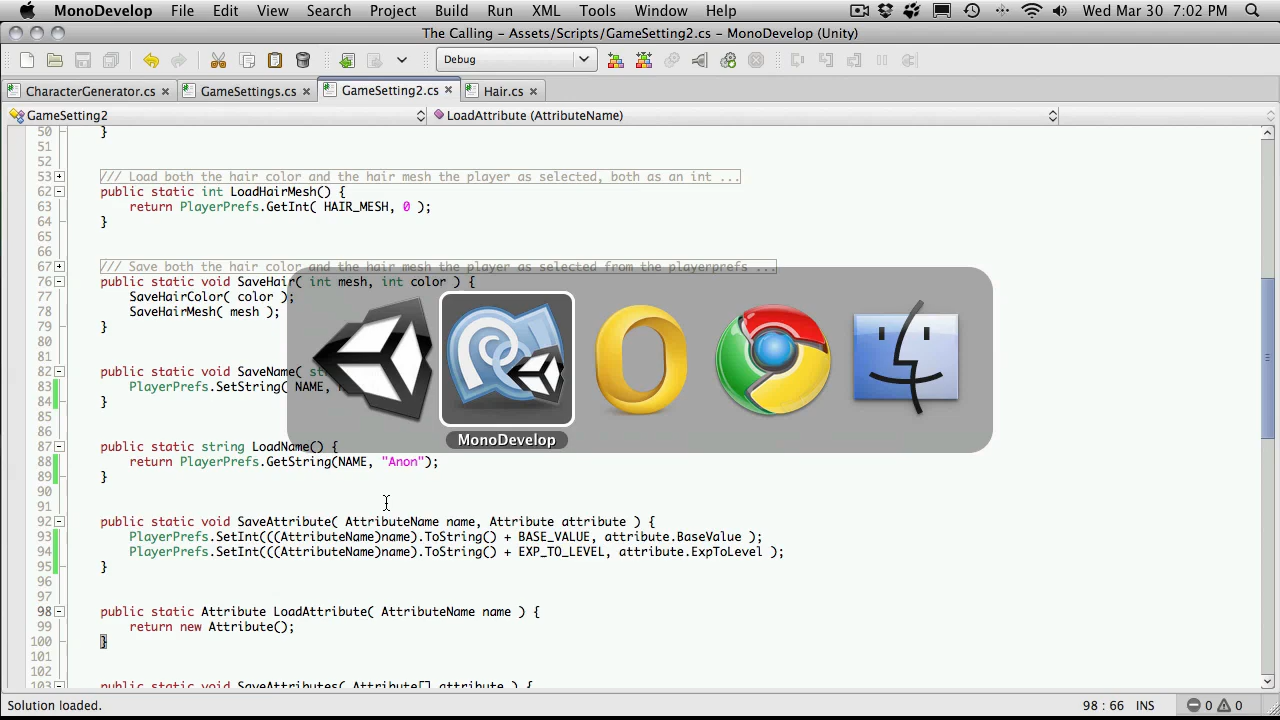 MonoDevelop File Edit View Search Project Build Run XML Tools Users Window Help Wed Mar 30 7:02 PM
The Calling – Assets/Scripts/GameSetting2.cs – MonoDevelop (Unity)
Debug
CharacterGenerator.cs × GameSettings.cs × GameSetting2.cs × Hair.cs ×
GameSetting2 LoadAttribute (AttributeName)
50 }
51
52
53 /// Load both the hair color and the hair mesh the player as selected, both as an int ...
62 public static int LoadHairMesh() {
63 return PlayerPrefs.GetInt( HAIR_MESH, 0 );
64 }
65
66
67 /// Save both the hair color and the hair mesh the player as selected from the playerprefs ...
76 public static void SaveHair( int mesh, int color ) {
77 SaveHairColor( color );
78 SaveHairMesh( mesh );
79 }
80
81
82 public static void SaveName(
83 PlayerPrefs.SetString( NAME,
84 }
85
86
87 public static string LoadName() {
88 return PlayerPrefs.GetString(NAME, "Anon");
89 }
90
91
92 public static void SaveAttribute( AttributeName name, Attribute attribute ) {
93 PlayerPrefs.SetInt(((AttributeName)name).ToString() + BASE_VALUE, attribute.BaseValue );
94 PlayerPrefs.SetInt(((AttributeName)name).ToString() + EXP_TO_LEVEL, attribute.ExpToLevel );
95 }
96
97
98 public static Attribute LoadAttribute( AttributeName name ) {
99 return new Attribute();
100 }
101
102
103 public static void SaveAttributes( Attribute[] attribute ) {
MonoDevelop
Solution loaded. 98 : 66 INS 0 0